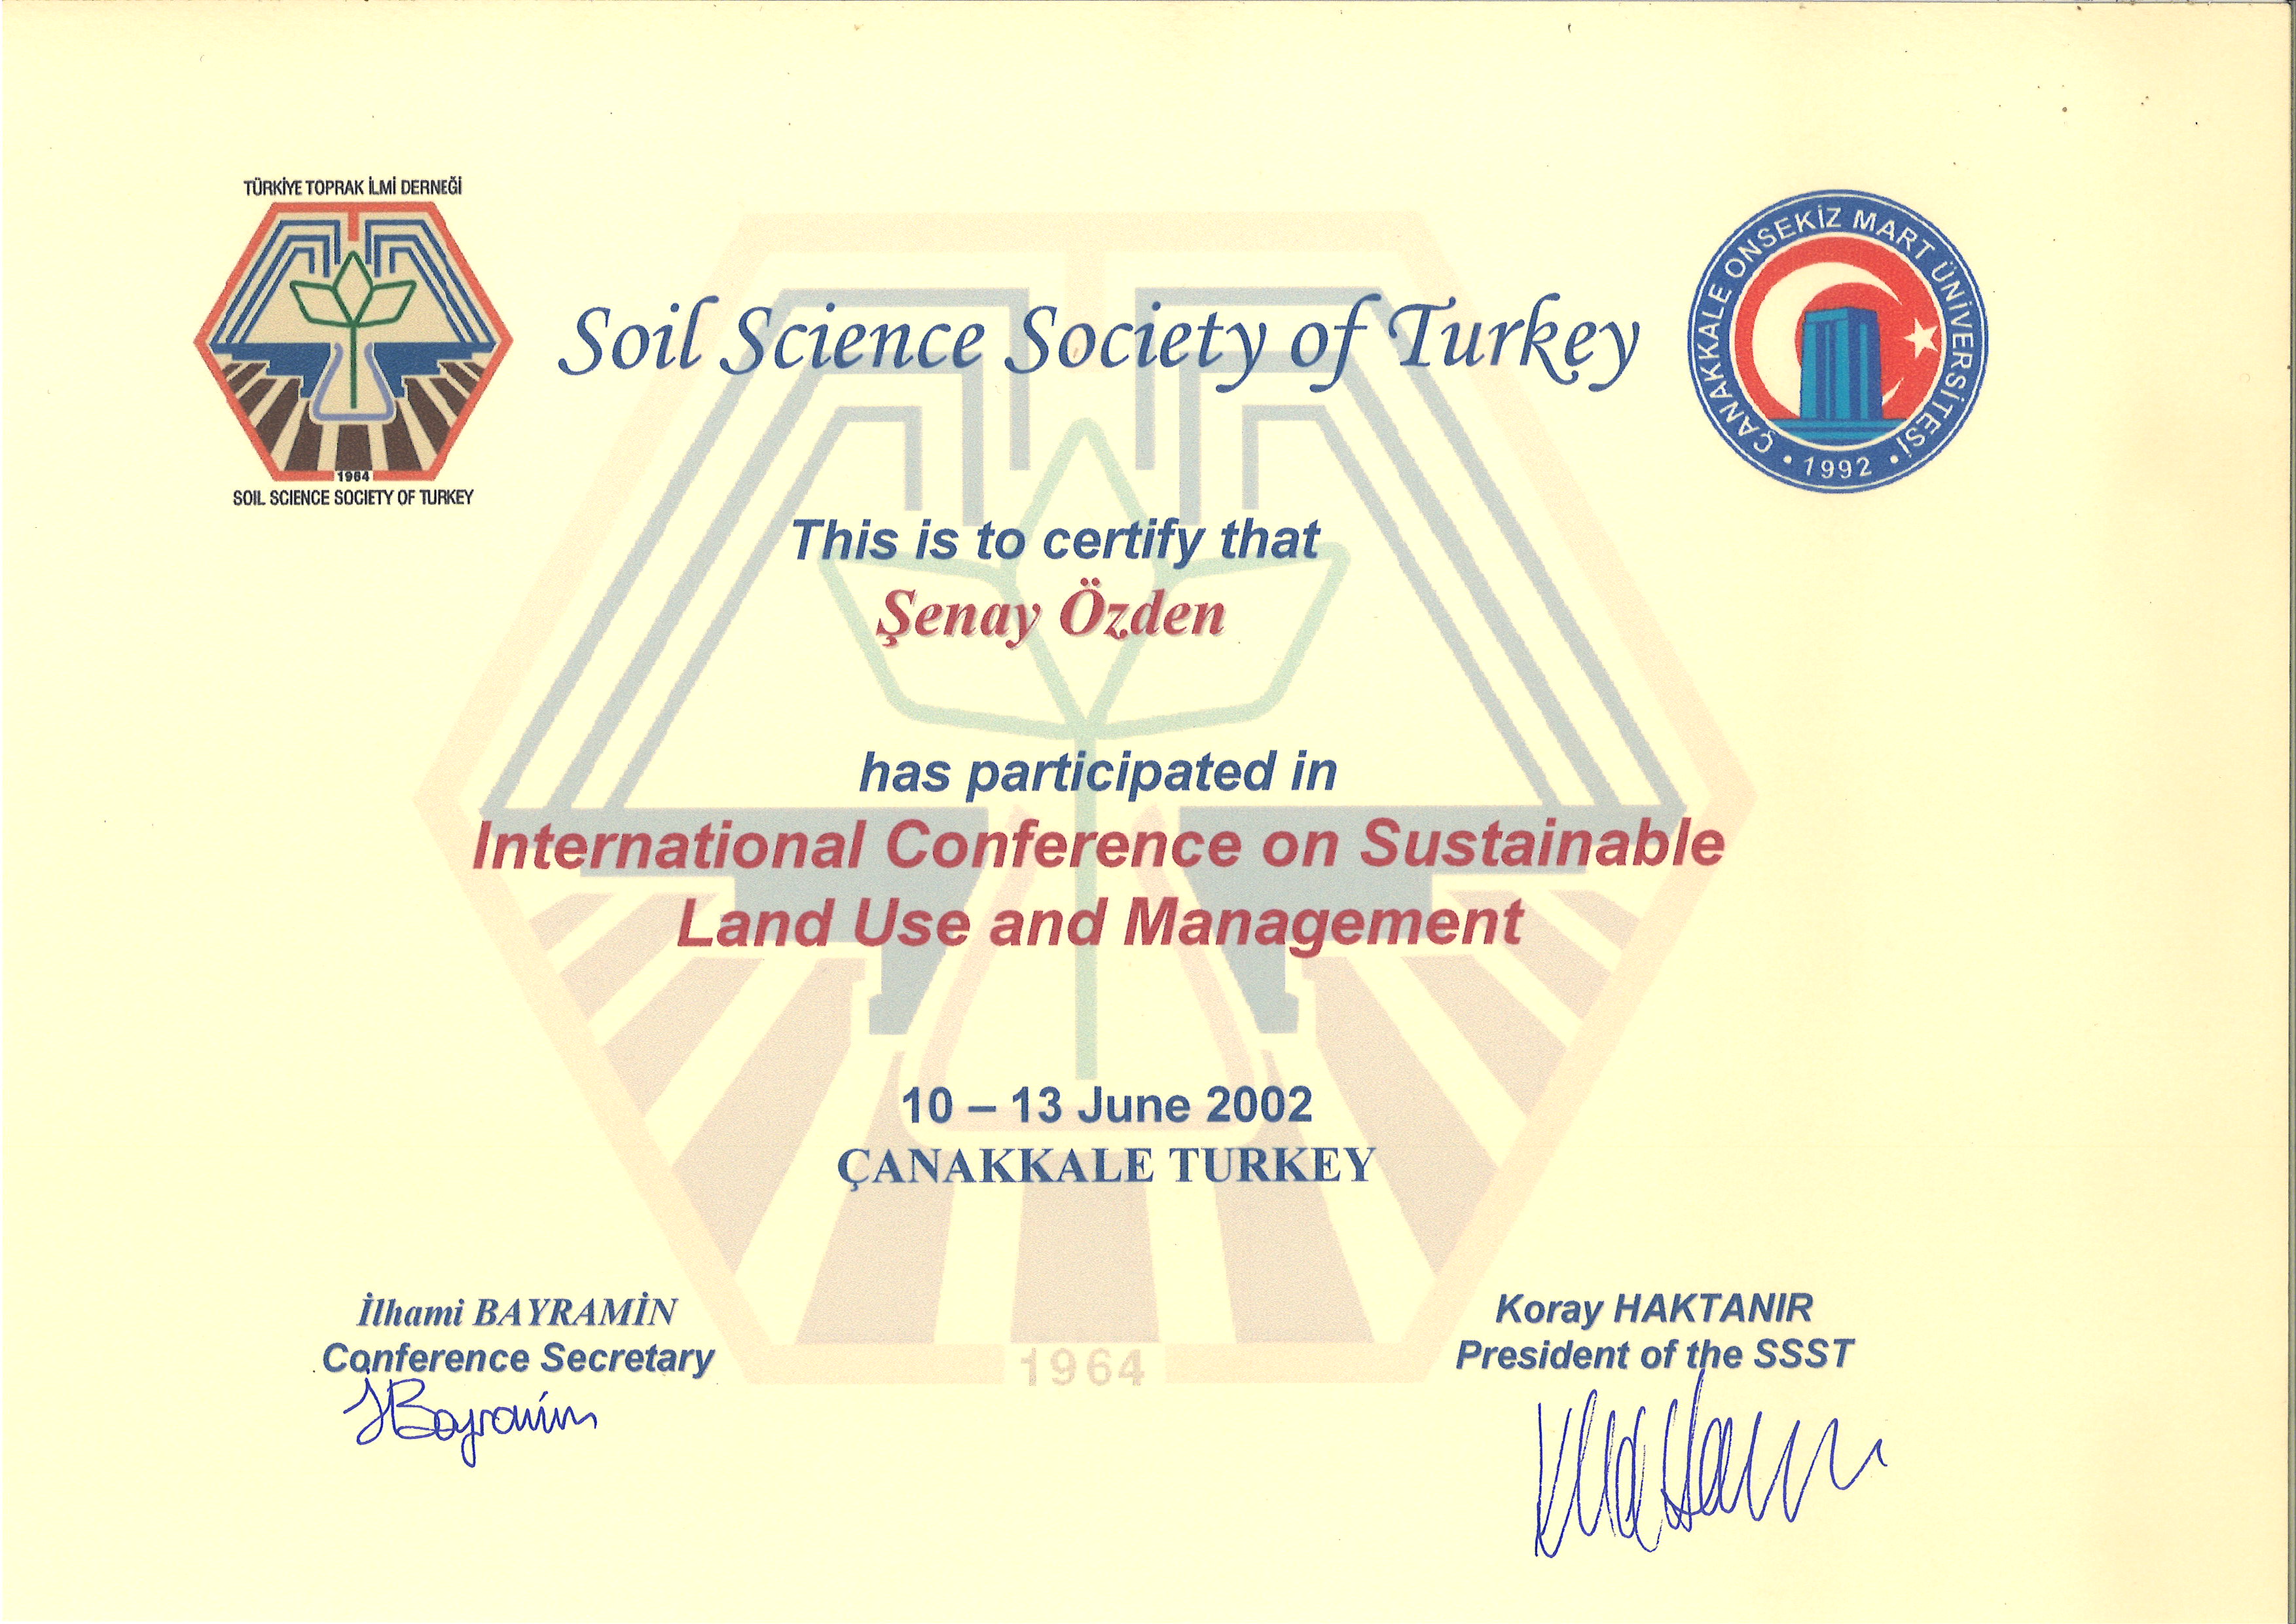 TÜRKİYE TOPRAK İLMİ DERNEĞİ
1964
SOIL SCIENCE SOCIETY OF TURKEY
Soil Science Society of Turkey
ÇANAKKALE ONSEKİZ MART ÜNİVERSİTESİ
• 1992 •
This is to certify that
Şenay Özden
has participated in
International Conference on Sustainable
Land Use and Management
10 – 13 June 2002
ÇANAKKALE TURKEY
İlhami BAYRAMİN
Conference Secretary
Koray HAKTANIR
President of the SSST
1964